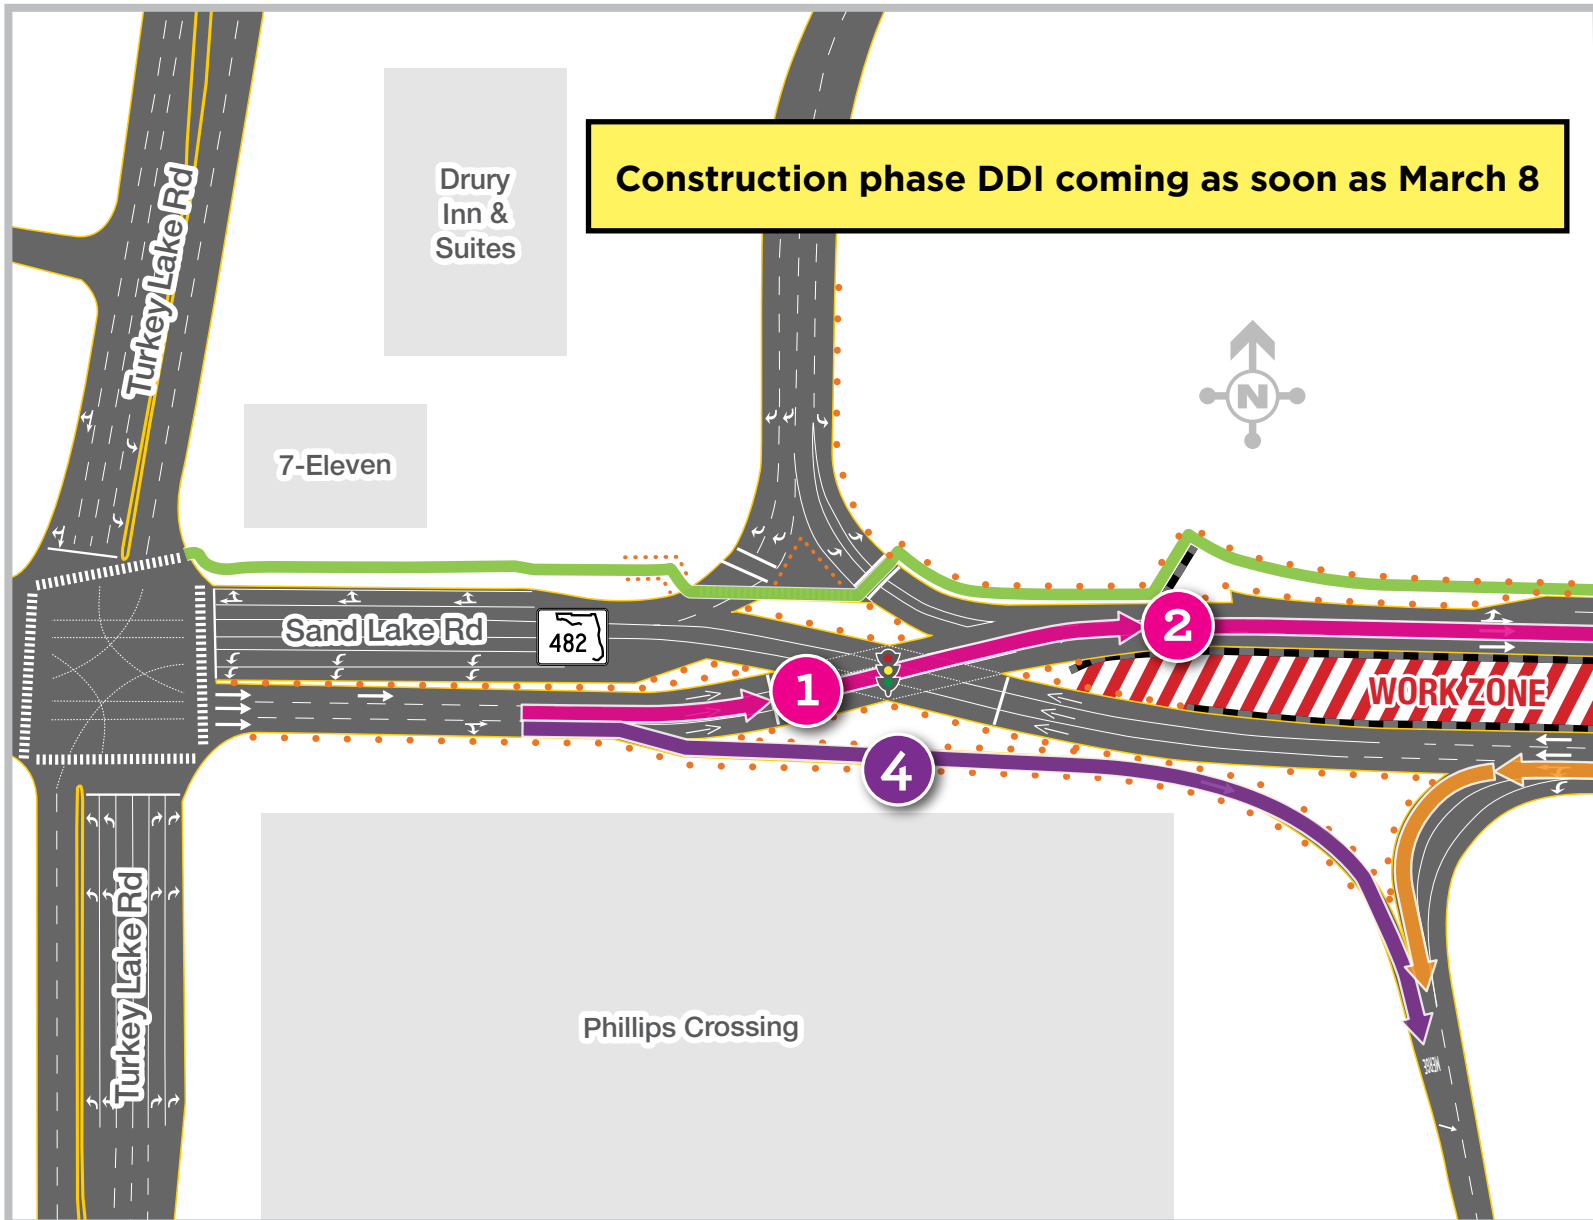 Construction phase DDI coming as soon as March 8
Turkey Lake Rd
Drury
Inn &
Suites
7-Eleven
N
Sand Lake Rd
482
2
1
WORK ZONE
4
Turkey Lake Rd
Phillips Crossing
MERGE